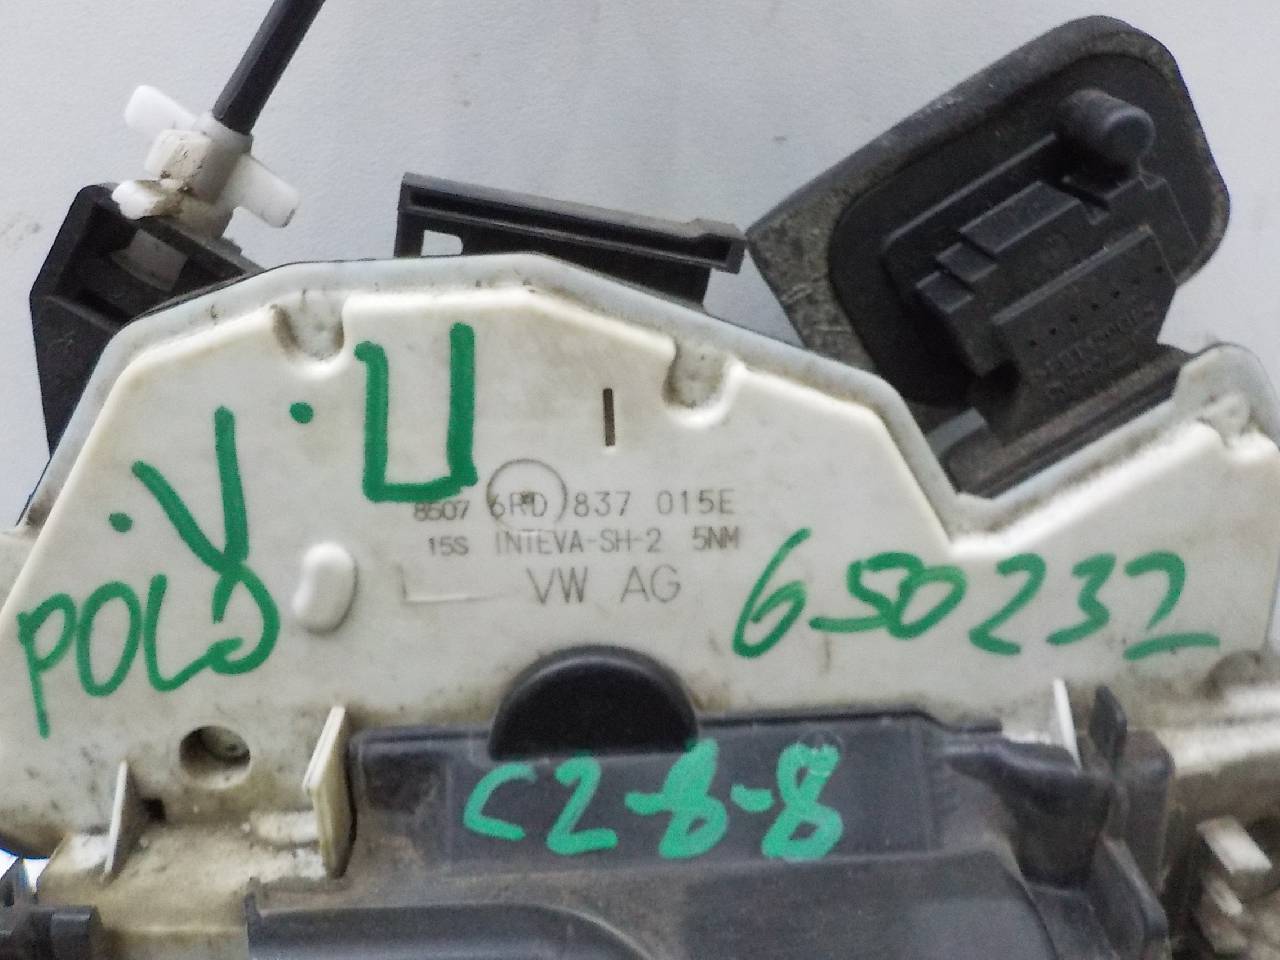 .V.U
POLO
8507 6RD 837 015E
15S INTEVA-SH-2 5NM
VW AG
650232
C2-8-8